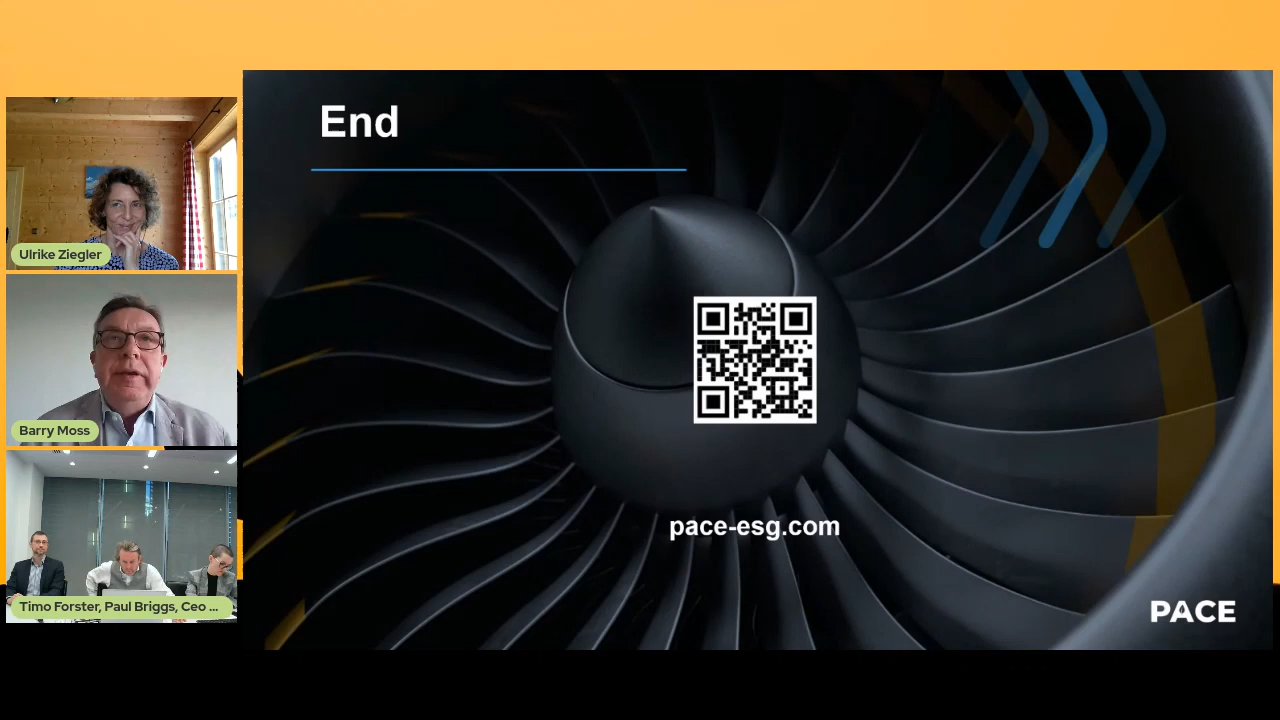 End
Ulrike Ziegler
Barry Moss
Timo Forster, Paul Briggs, Ceo ...
pace-esg.com
PACE